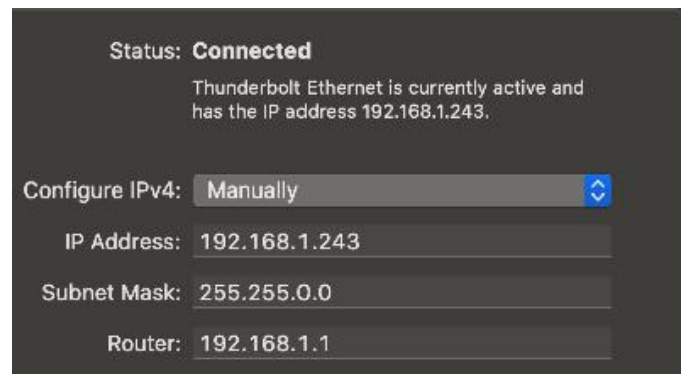 Status: Connected
Thunderbolt Ethernet is currently active and
has the IP address 192.168.1.243.
Configure IPv4: Manually
IP Address: 192.168.1.243
Subnet Mask: 255.255.0.0
Router: 192.168.1.1